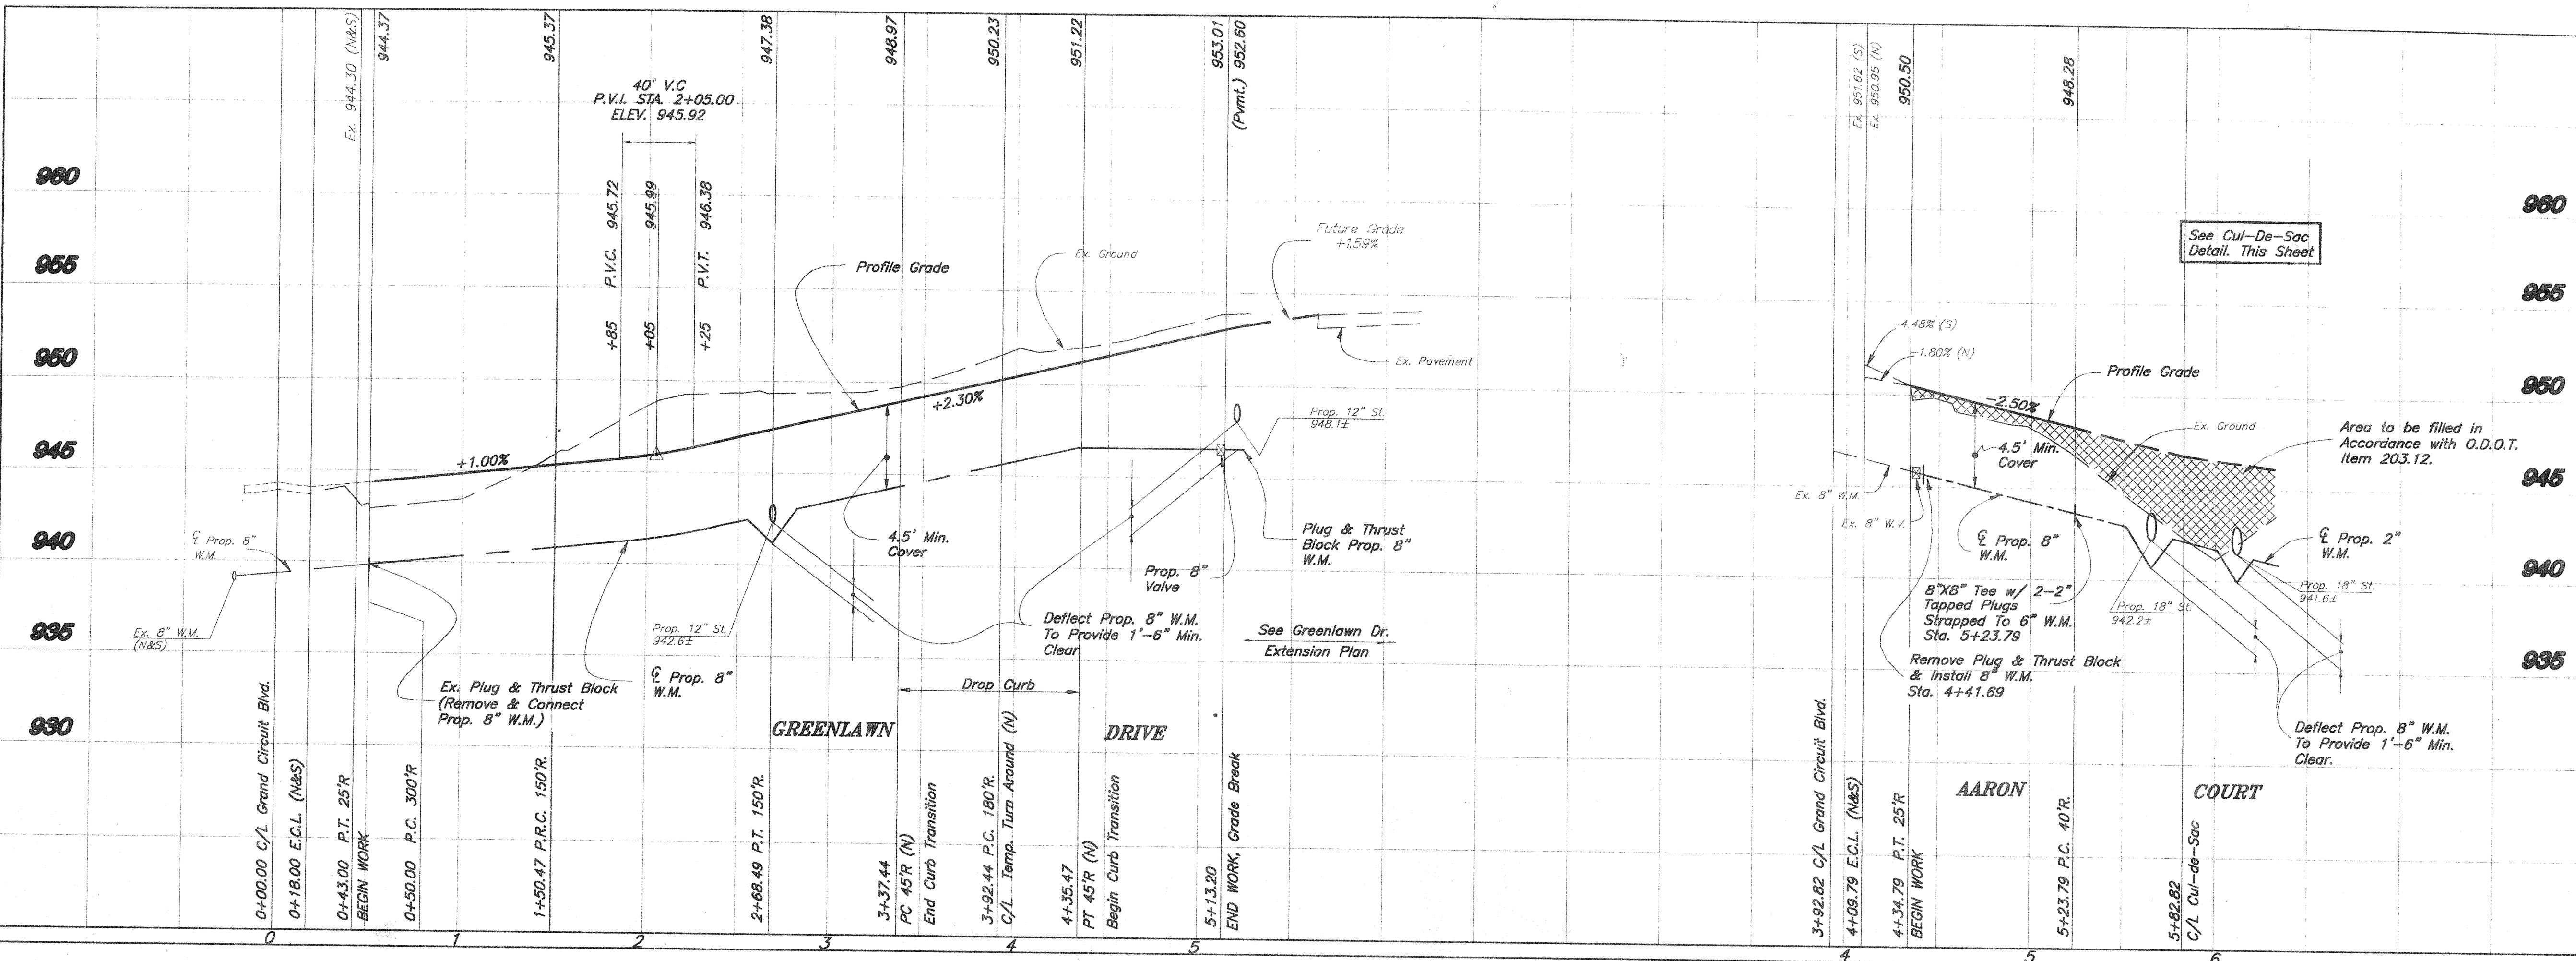 Ex. 944.30 (N&S)
944.37
945.37
947.38
948.97
950.23
951.22
953.01
(Pvmt.) 952.60
Ex. 951.62 (S)
Ex. 950.95 (N)
950.50
948.28
40' V.C
P.V.I. STA. 2+05.00
ELEV. 945.92
+85 P.V.C. 945.72
+05 945.99
+25 P.V.T. 946.38
960
955
950
945
940
935
930
960
955
950
945
940
935
See Cul-De-Sac
Detail. This Sheet
Profile Grade
Ex. Ground
Future Grade
+1.59%
Ex. Pavement
+1.00%
+2.30%
Prop. 12" St.
948.1±
℄ Prop. 8"
W.M.
Ex. 8" W.M.
(N&S)
4.5' Min.
Cover
Prop. 8"
Valve
Plug & Thrust
Block Prop. 8"
W.M.
Prop. 12" St.
942.6±
Deflect Prop. 8" W.M.
To Provide 1'-6" Min.
Clear.
See Greenlawn Dr.
Extension Plan
Ex. Plug & Thrust Block
(Remove & Connect
Prop. 8" W.M.)
℄ Prop. 8"
W.M.
Drop Curb
GREENLAWN DRIVE
-4.48% (S)
-1.80% (N)
Profile Grade
-2.50%
Ex. Ground
Area to be filled in
Accordance with O.D.O.T.
Item 203.12.
4.5' Min.
Cover
Ex. 8" W.M.
Ex. 8" W.V.
℄ Prop. 8"
W.M.
℄ Prop. 2"
W.M.
8"X8" Tee w/ 2-2"
Tapped Plugs
Strapped To 6" W.M.
Sta. 5+23.79
Prop. 18" St.
942.2±
Prop. 18" St.
941.6±
Remove Plug & Thrust Block
& Install 8" W.M.
Sta. 4+41.69
Deflect Prop. 8" W.M.
To Provide 1'-6" Min.
Clear.
AARON COURT
0+00.00 C/L Grand Circuit Blvd.
0+18.00 E.C.L. (N&S)
0+43.00 P.T. 25'R
BEGIN WORK
0+50.00 P.C. 300'R
1+50.47 P.R.C. 150'R.
2+68.49 P.T. 150'R.
3+37.44
PC 45'R (N)
End Curb Transition
3+92.44 P.C. 180'R.
C/L Temp. Turn Around (N)
4+35.47
PT 45'R (N)
Begin Curb Transition
5+13.20
END WORK, Grade Break
3+92.82 C/L Grand Circuit Blvd.
4+09.79 E.C.L. (N&S)
4+34.79 P.T. 25'R
BEGIN WORK
5+23.79 P.C. 40'R.
5+82.82
C/L Cul-de-Sac
0 1 2 3 4 5 4 5 6